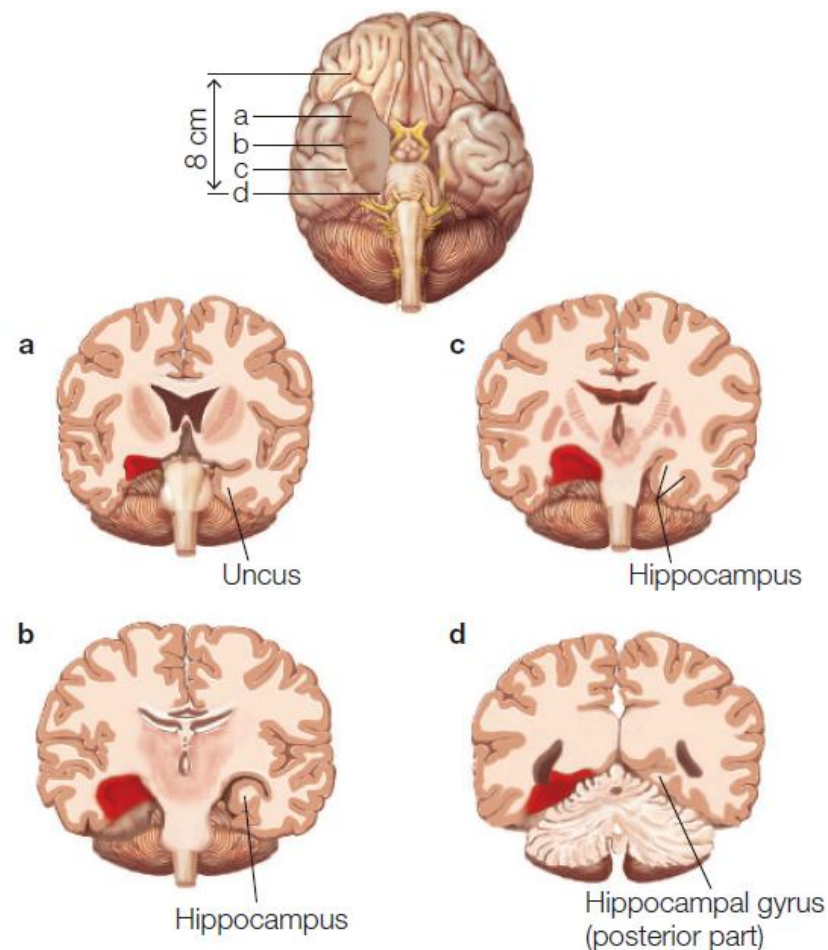 8 cm
a
b
c
d
a
Uncus
c
Hippocampus
b
Hippocampus
d
Hippocampal gyrus
(posterior part)